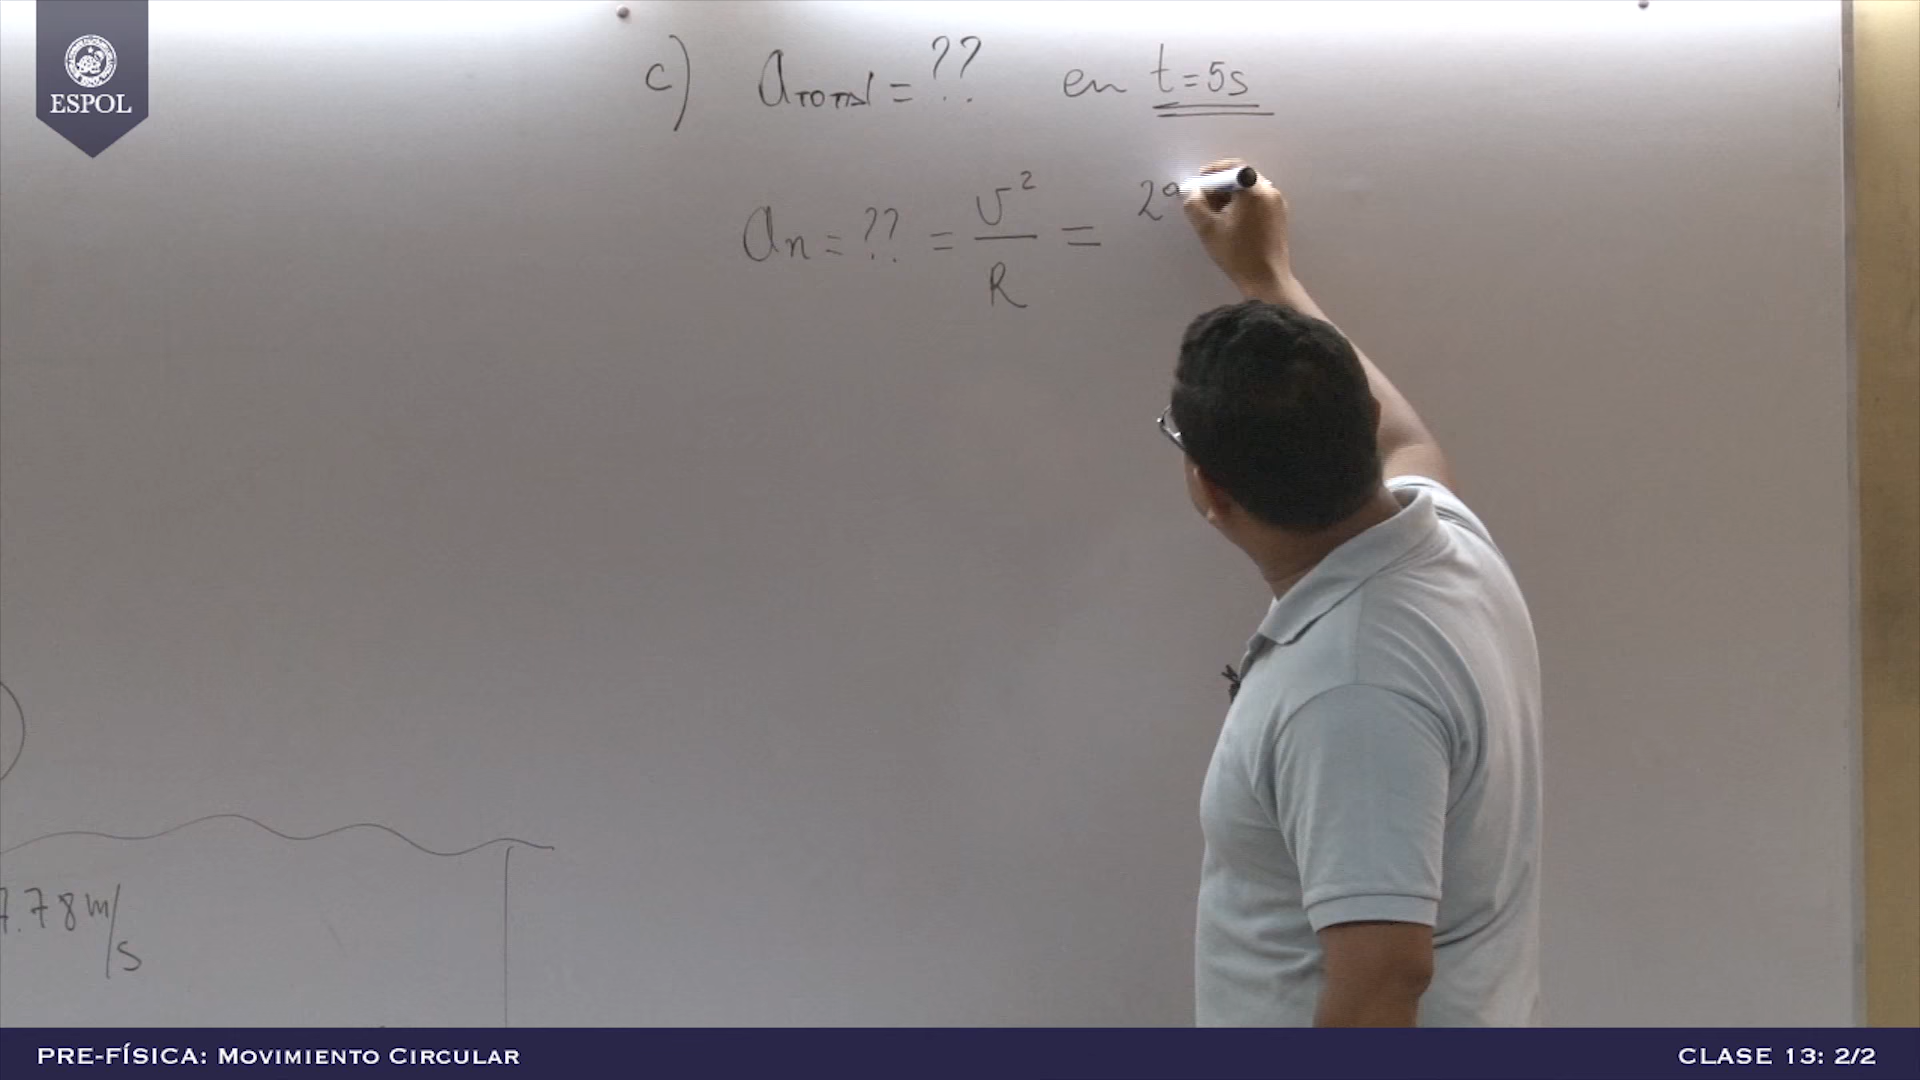 ESPOL
c) a_TOTAL = ?? en t=5s
a_n = ?? = v²/R =
7.78 m/s
PRE-FÍSICA: MOVIMIENTO CIRCULAR
CLASE 13: 2/2